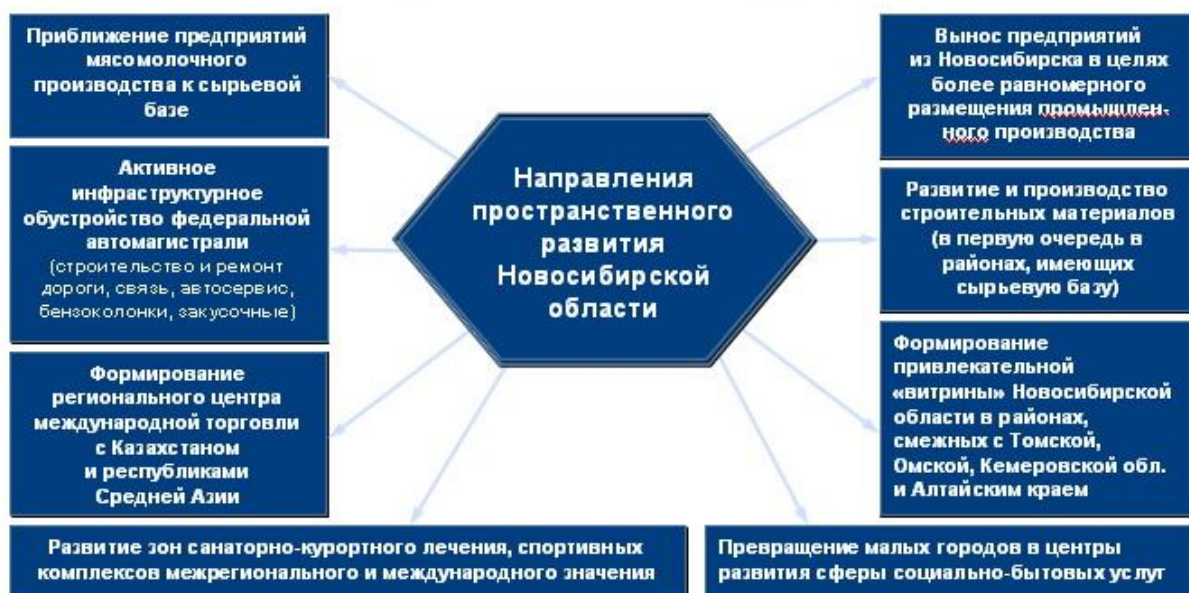 Приближение предприятий
мясомолочного
производства к сырьевой
базе
Активное
инфраструктурное
обустройство федеральной
автомагистрали
(строительство и ремонт
дороги, связь, автосервис,
бензоколонки, закусочные)
Формирование
регионального центра
международной торговли
с Казахстаном
и республиками
Средней Азии
Направления
пространственного
развития
Новосибирской
области
Вынос предприятий
из Новосибирска в целях
более равномерного
размещения промышлен-
ного производства
Развитие и производство
строительных материалов
(в первую очередь в
районах, имеющих
сырьевую базу)
Формирование
привлекательной
«витрины» Новосибирской
области в районах,
смежных с Томской,
Омской, Кемеровской обл.
и Алтайским краем
Развитие зон санаторно-курортного лечения, спортивных
комплексов межрегионального и международного значения
Превращение малых городов в центры
развития сферы социально-бытовых услуг